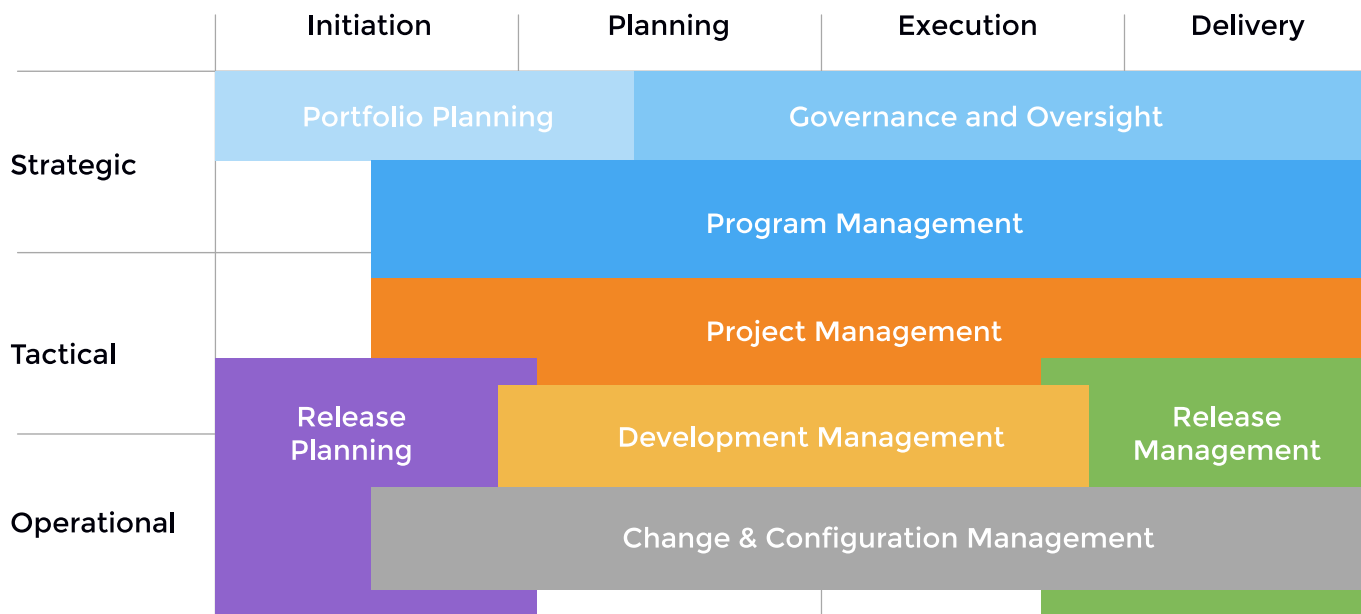 Initiation
Planning
Execution
Delivery
Strategic
Portfolio Planning
Governance and Oversight
Program Management
Tactical
Project Management
Release
Planning
Development Management
Release
Management
Operational
Change & Configuration Management